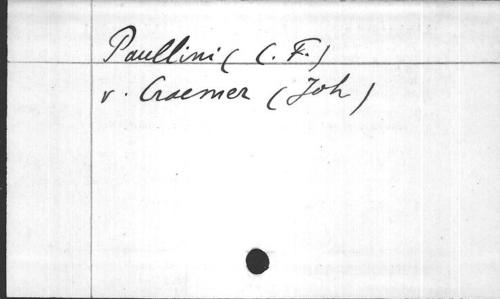 Paullini ( C. F. )
v. Craemer ( Joh )